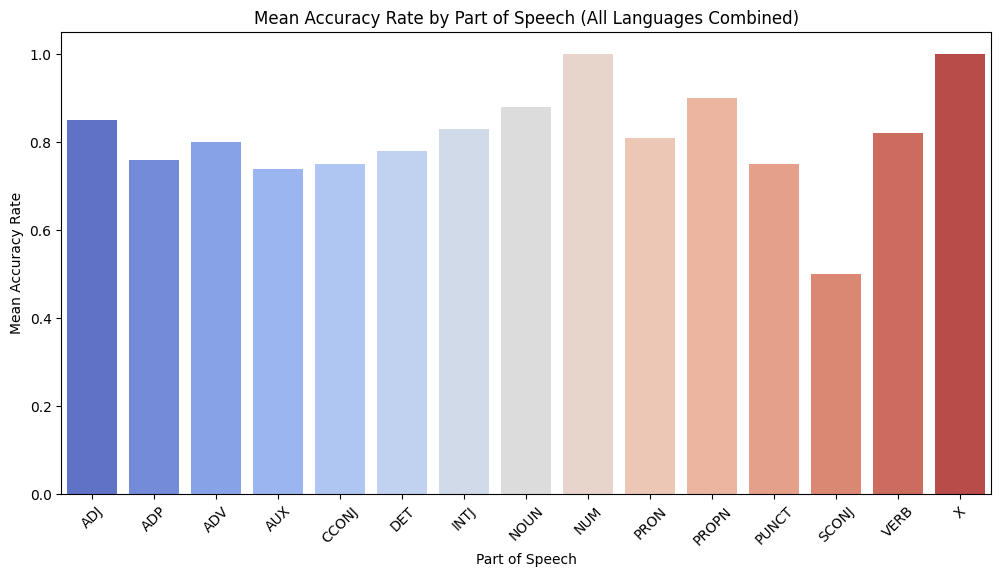 Mean Accuracy Rate by Part of Speech (All Languages Combined)
Mean Accuracy Rate
1.0
0.8
0.6
0.4
0.2
0.0
ADJ
ADP
ADV
AUX
CCONJ
DET
INTJ
NOUN
NUM
PRON
PROPN
PUNCT
SCONJ
VERB
X
Part of Speech